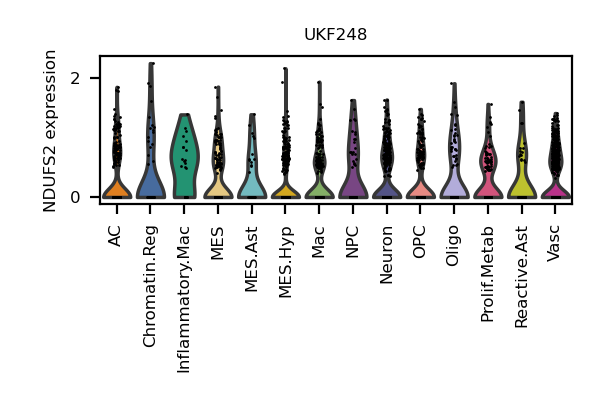 UKF248
NDUFS2 expression
2
0
AC
Chromatin.Reg
Inflammatory.Mac
MES
MES.Ast
MES.Hyp
Mac
NPC
Neuron
OPC
Oligo
Prolif.Metab
Reactive.Ast
Vasc